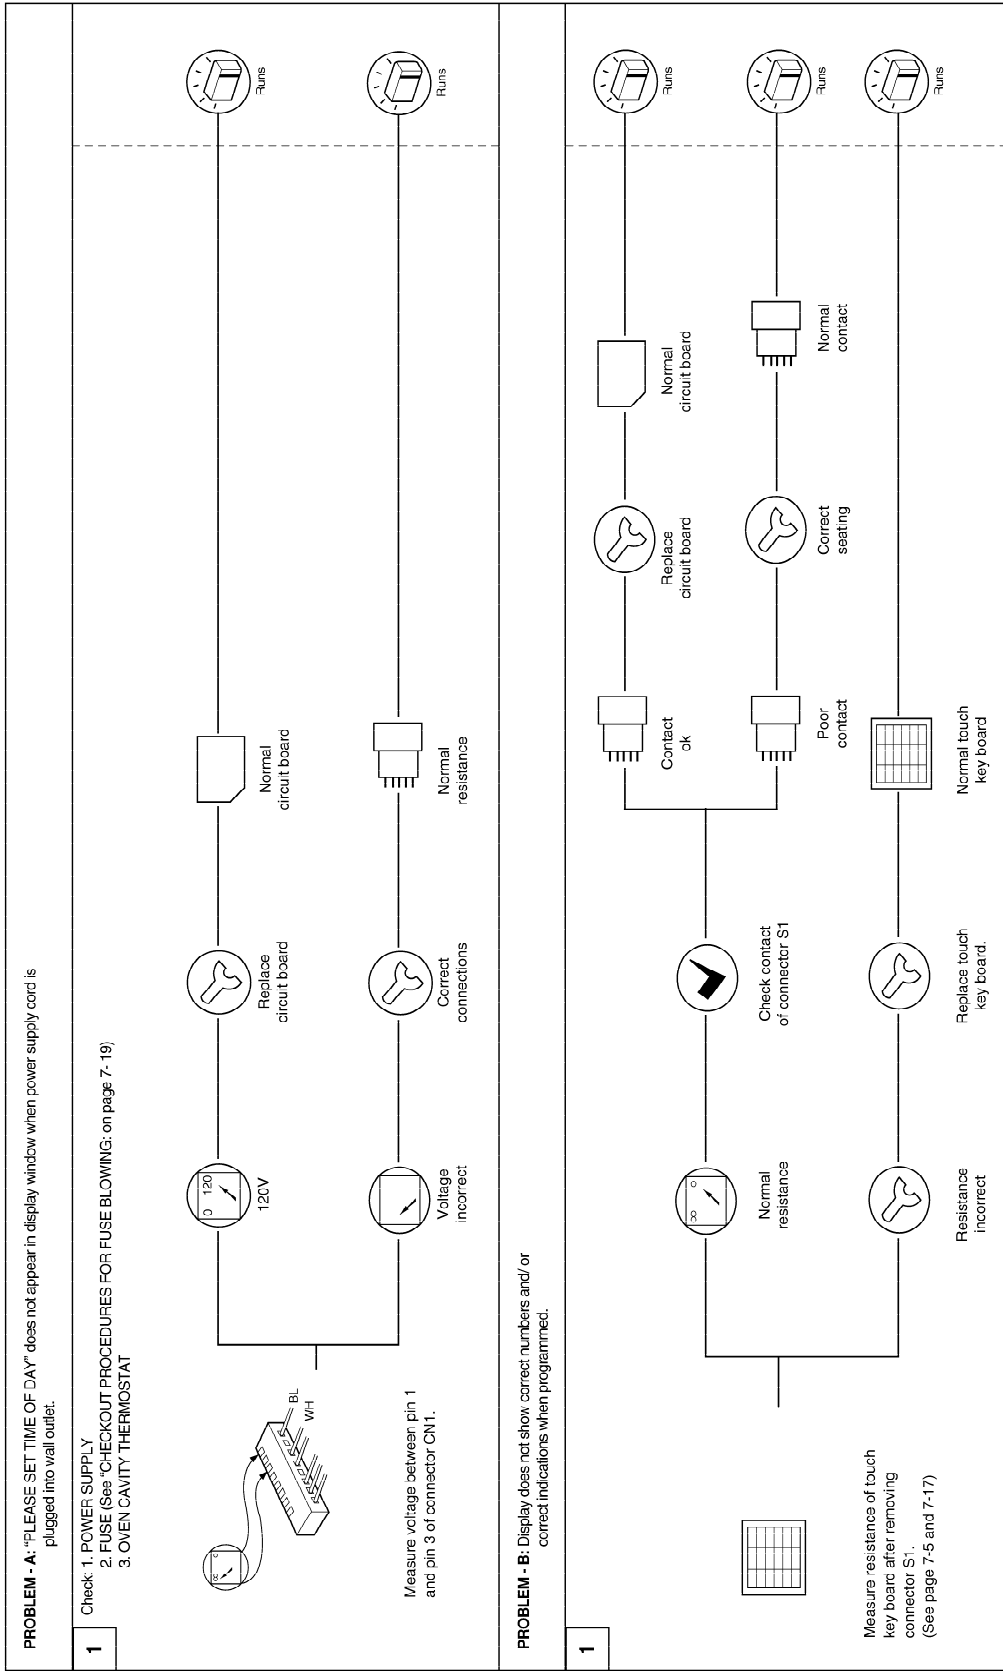 PROBLEM - A: "PLEASE SET TIME OF DAY" does not appear in display window when power supply cord is
plugged into wall outlet.
1
Check: 1. POWER SUPPLY
2. FUSE (See "CHECKOUT PROCEDURES FOR FUSE BLOWING: on page 7- 19)
3. OVEN CAVITY THERMOSTAT
∞ 0
BL
WH
Measure voltage between pin 1
and pin 3 of connector CN1.
0 120
120V
Replace
circuit board
Normal
circuit board
Runs
Voltage
incorrect
Correct
connections
Normal
resistance
Runs
PROBLEM - B: Display does not show correct numbers and/ or
correct indications when programmed.
1
Measure resistance of touch
key board after removing
connector S1.
(See page 7-5 and 7-17)
∞ 0
Normal
resistance
Check contact
of connector S1
Contact
ok
Replace
circuit board
Normal
circuit board
Runs
Poor
contact
Correct
seating
Normal
contact
Runs
Resistance
incorrect
Replace touch
key board.
Normal touch
key board
Runs